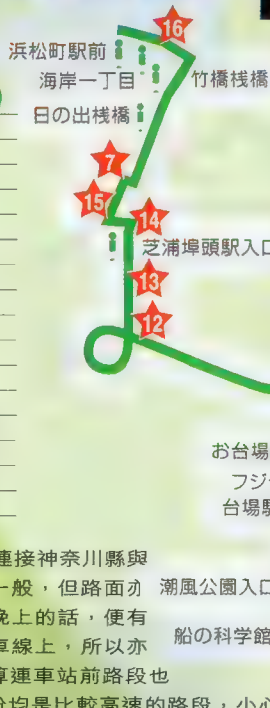 16
浜松町駅前
海岸一丁目
竹橋桟橋
日の出桟橋
7
15
14
芝浦埠頭駅入口
13
12
お台場
フジ
台場駅
連接神奈川縣與
一般，但路面亦
潮風公園入口
晚上的話，便有
車線上，所以亦
船の科学館
算連車站前路段也
均是比較高速的路段，小心